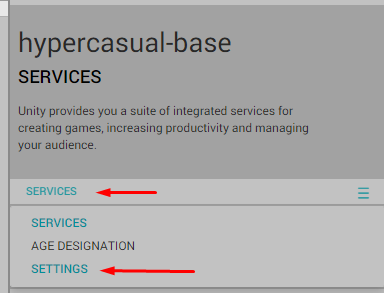 hypercasual-base
SERVICES
Unity provides you a suite of integrated services for
creating games, increasing productivity and managing
your audience.
SERVICES
SERVICES
AGE DESIGNATION
SETTINGS